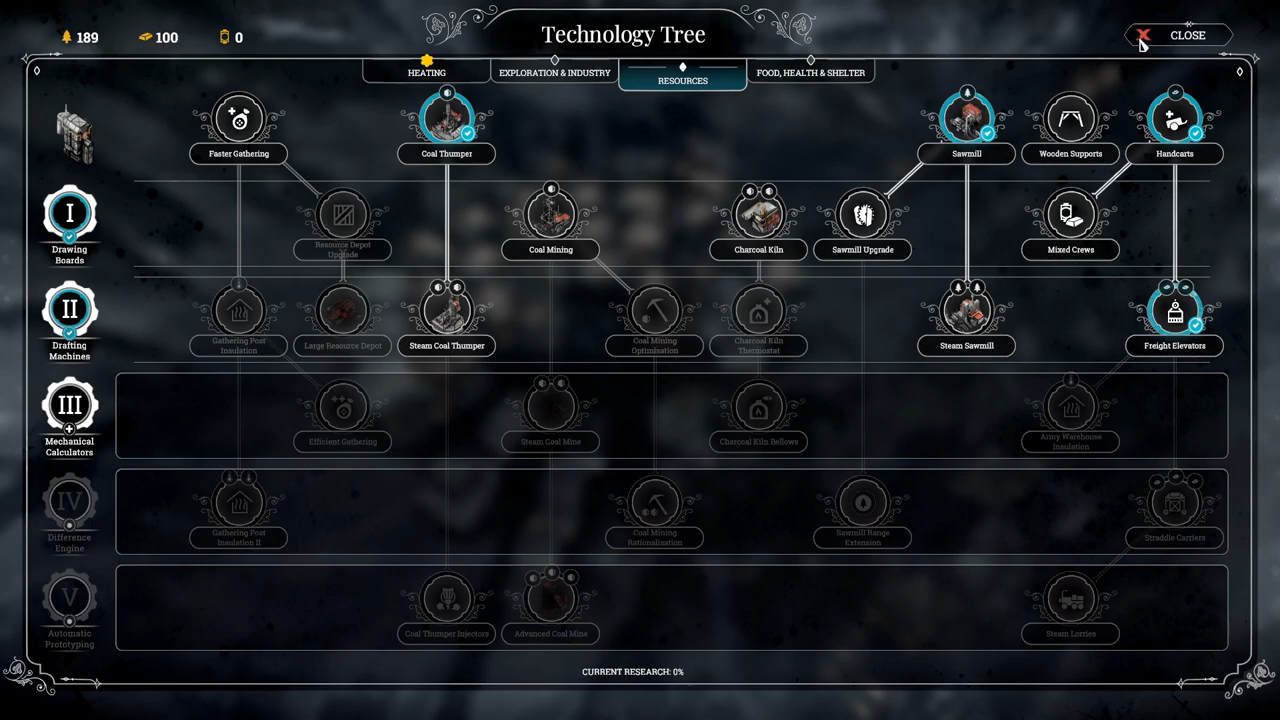 189
100
0
Technology Tree
CLOSE
HEATING
EXPLORATION & INDUSTRY
RESOURCES
FOOD, HEALTH & SHELTER
Faster Gathering
Coal Thumper
Sawmill
Wooden Supports
Handcarts
I
Drawing
Boards
Resource Depot
Upgrade
Coal Mining
Charcoal Kiln
Sawmill Upgrade
Mixed Crews
II
Drafting
Machines
Gathering Post
Insulation
Large Resource Depot
Steam Coal Thumper
Coal Mining
Optimisation
Charcoal Kiln
Thermostat
Steam Sawmill
Freight Elevators
III
Mechanical
Calculators
Efficient Gathering
Steam Coal Mine
Charcoal Kiln Bellows
Army Warehouse
Insulation
IV
Difference
Engine
Gathering Post
Insulation II
Coal Mining
Rationalisation
Sawmill Range
Extension
Straddle Carriers
V
Automatic
Prototyping
Coal Thumper Injectors
Advanced Coal Mine
Steam Lorries
CURRENT RESEARCH: 0%